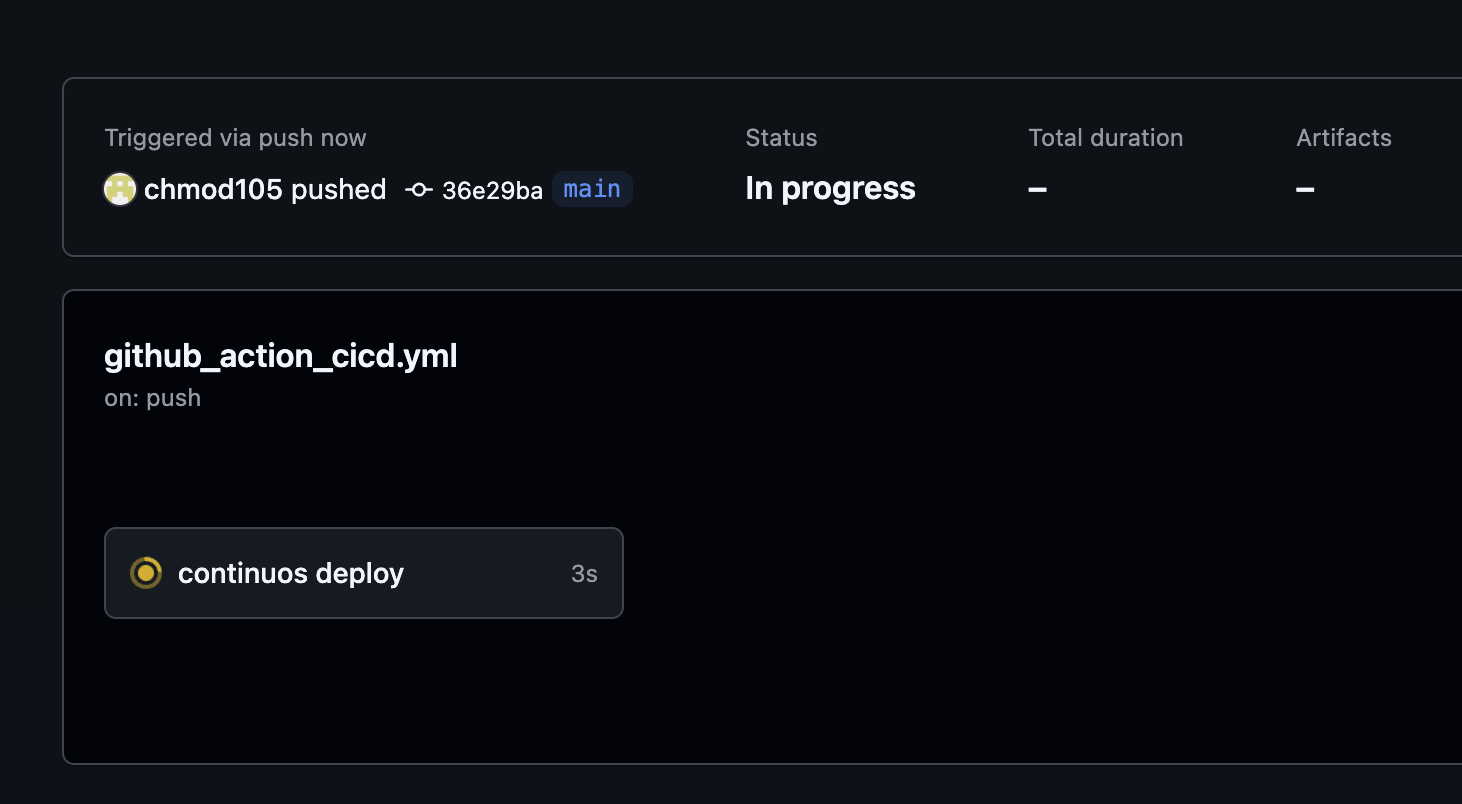 Triggered via push now
chmod105 pushed 36e29ba main
Status
In progress
Total duration
–
Artifacts
–
github_action_cicd.yml
on: push
continuos deploy 3s